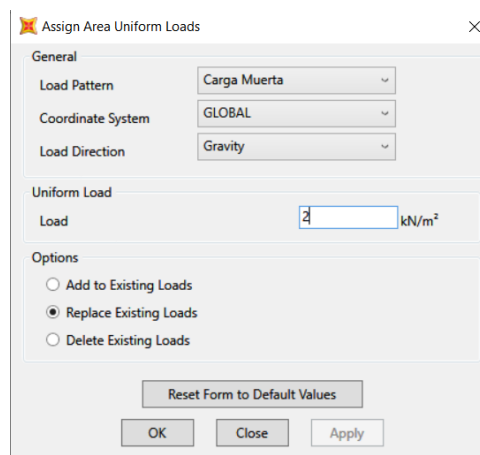 Assign Area Uniform Loads
General
Load Pattern Carga Muerta
Coordinate System GLOBAL
Load Direction Gravity
Uniform Load
Load 2 kN/m²
Options
Add to Existing Loads
Replace Existing Loads
Delete Existing Loads
Reset Form to Default Values
OK Close Apply